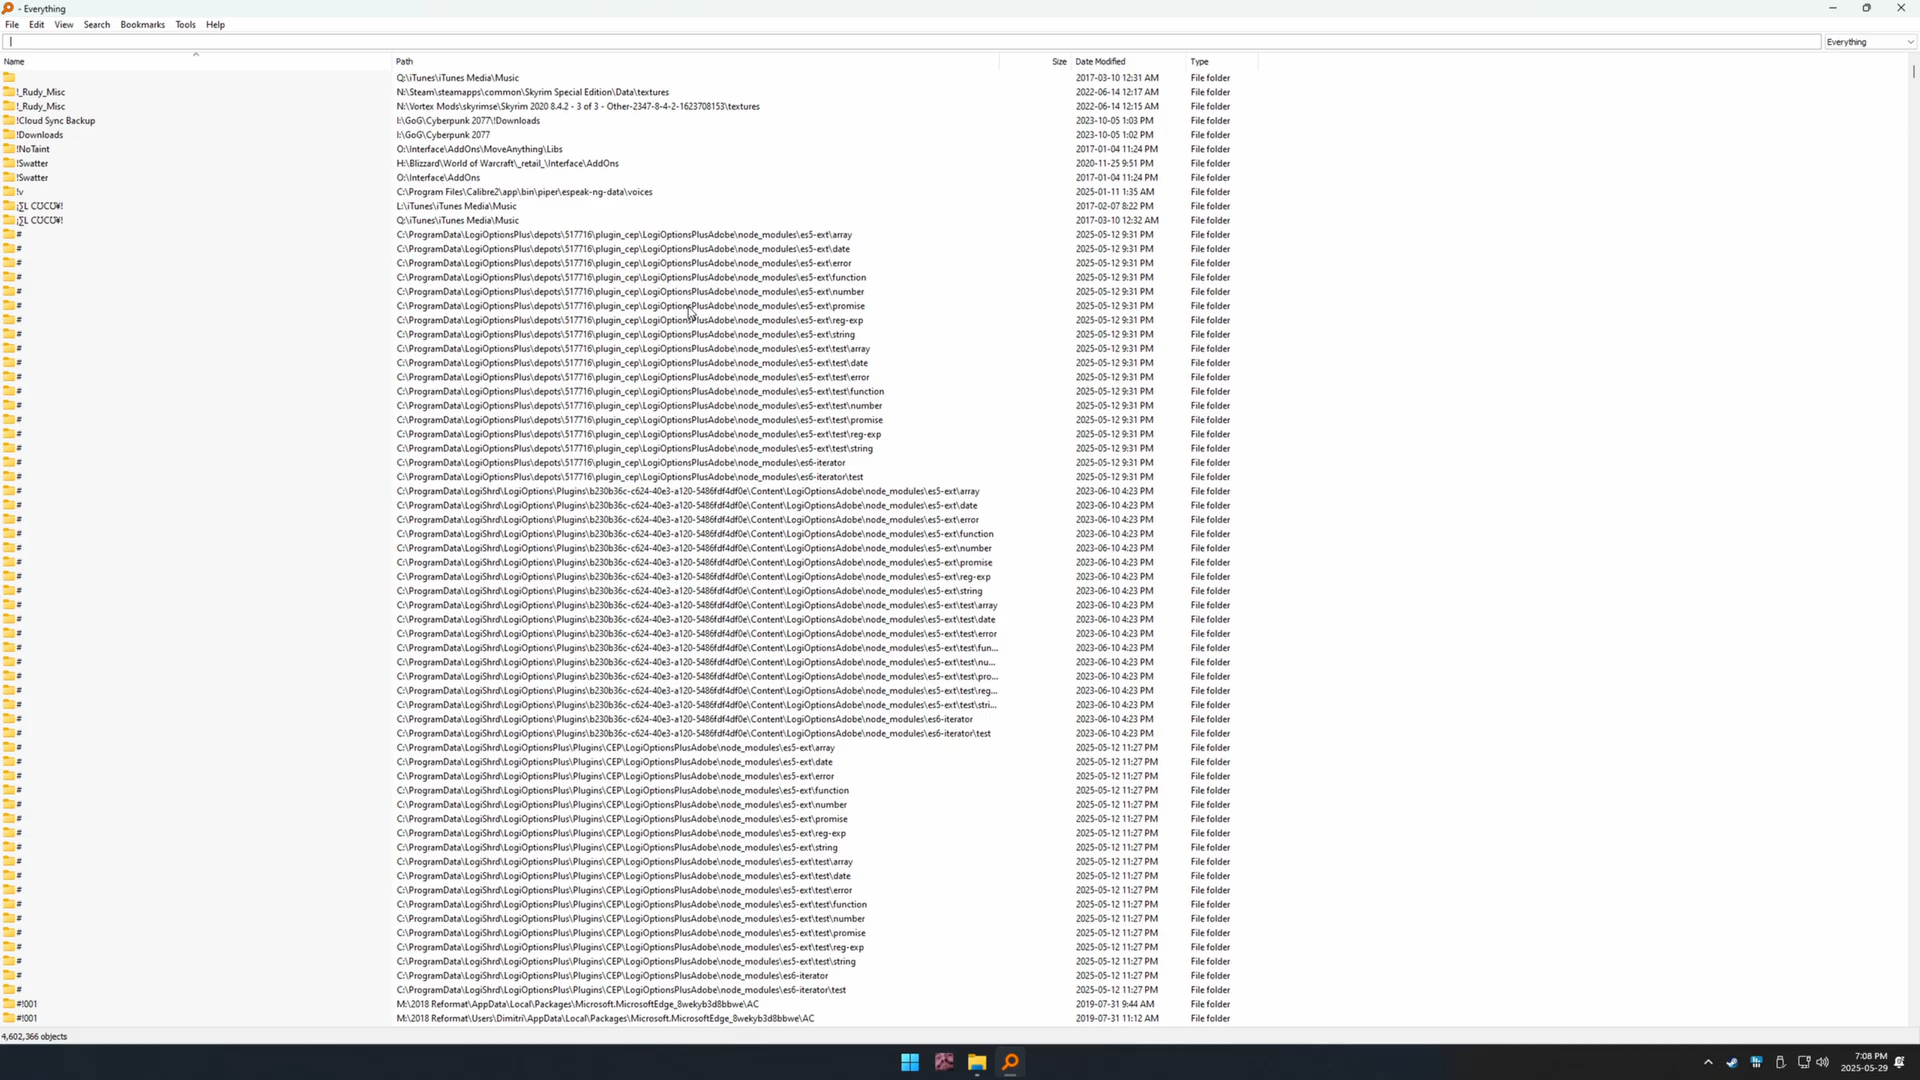 - Everything
File Edit View Search Bookmarks Tools Help
Everything
Name Path Size Date Modified Type
Q:\iTunes\iTunes Media\Music 2017-03-10 12:31 AM File folder
!_Rudy_Misc N:\Steam\steamapps\common\Skyrim Special Edition\Data\textures 2022-06-14 12:17 AM File folder
!_Rudy_Misc N:\Vortex Mods\skyrimse\Skyrim 2020 8.4.2 - 3 of 3 - Other-2347-8-4-2-1623708153\textures 2022-06-14 12:15 AM File folder
!Cloud Sync Backup I:\GoG\Cyberpunk 2077\!Downloads 2023-10-05 1:03 PM File folder
!Downloads I:\GoG\Cyberpunk 2077 2023-10-05 1:02 PM File folder
!NoTaint O:\Interface\AddOns\MoveAnything\Libs 2017-01-04 11:24 PM File folder
!Swatter H:\Blizzard\World of Warcraft\_retail_\Interface\AddOns 2020-11-25 9:51 PM File folder
!Swatter O:\Interface\AddOns 2017-01-04 11:24 PM File folder
!v C:\Program Files\Calibre2\app\bin\piper\espeak-ng-data\voices 2025-01-11 1:35 AM File folder
L:\iTunes\iTunes Media\Music 2017-02-07 8:22 PM File folder
Q:\iTunes\iTunes Media\Music 2017-03-10 12:32 AM File folder
# C:\ProgramData\LogiOptionsPlus\depots\517716\plugin_cep\LogiOptionsPlusAdobe\node_modules\es5-ext\array 2025-05-12 9:31 PM File folder
# C:\ProgramData\LogiOptionsPlus\depots\517716\plugin_cep\LogiOptionsPlusAdobe\node_modules\es5-ext\date 2025-05-12 9:31 PM File folder
# C:\ProgramData\LogiOptionsPlus\depots\517716\plugin_cep\LogiOptionsPlusAdobe\node_modules\es5-ext\error 2025-05-12 9:31 PM File folder
# C:\ProgramData\LogiOptionsPlus\depots\517716\plugin_cep\LogiOptionsPlusAdobe\node_modules\es5-ext\function 2025-05-12 9:31 PM File folder
# C:\ProgramData\LogiOptionsPlus\depots\517716\plugin_cep\LogiOptionsPlusAdobe\node_modules\es5-ext\number 2025-05-12 9:31 PM File folder
# C:\ProgramData\LogiOptionsPlus\depots\517716\plugin_cep\LogiOptionsPlusAdobe\node_modules\es5-ext\promise 2025-05-12 9:31 PM File folder
# C:\ProgramData\LogiOptionsPlus\depots\517716\plugin_cep\LogiOptionsPlusAdobe\node_modules\es5-ext\reg-exp 2025-05-12 9:31 PM File folder
# C:\ProgramData\LogiOptionsPlus\depots\517716\plugin_cep\LogiOptionsPlusAdobe\node_modules\es5-ext\string 2025-05-12 9:31 PM File folder
# C:\ProgramData\LogiOptionsPlus\depots\517716\plugin_cep\LogiOptionsPlusAdobe\node_modules\es5-ext\test\array 2025-05-12 9:31 PM File folder
# C:\ProgramData\LogiOptionsPlus\depots\517716\plugin_cep\LogiOptionsPlusAdobe\node_modules\es5-ext\test\date 2025-05-12 9:31 PM File folder
# C:\ProgramData\LogiOptionsPlus\depots\517716\plugin_cep\LogiOptionsPlusAdobe\node_modules\es5-ext\test\error 2025-05-12 9:31 PM File folder
# C:\ProgramData\LogiOptionsPlus\depots\517716\plugin_cep\LogiOptionsPlusAdobe\node_modules\es5-ext\test\function 2025-05-12 9:31 PM File folder
# C:\ProgramData\LogiOptionsPlus\depots\517716\plugin_cep\LogiOptionsPlusAdobe\node_modules\es5-ext\test\number 2025-05-12 9:31 PM File folder
# C:\ProgramData\LogiOptionsPlus\depots\517716\plugin_cep\LogiOptionsPlusAdobe\node_modules\es5-ext\test\promise 2025-05-12 9:31 PM File folder
# C:\ProgramData\LogiOptionsPlus\depots\517716\plugin_cep\LogiOptionsPlusAdobe\node_modules\es5-ext\test\reg-exp 2025-05-12 9:31 PM File folder
# C:\ProgramData\LogiOptionsPlus\depots\517716\plugin_cep\LogiOptionsPlusAdobe\node_modules\es5-ext\test\string 2025-05-12 9:31 PM File folder
# C:\ProgramData\LogiOptionsPlus\depots\517716\plugin_cep\LogiOptionsPlusAdobe\node_modules\es6-iterator 2025-05-12 9:31 PM File folder
# C:\ProgramData\LogiOptionsPlus\depots\517716\plugin_cep\LogiOptionsPlusAdobe\node_modules\es6-iterator\test 2025-05-12 9:31 PM File folder
# C:\ProgramData\LogiShrd\LogiOptions\Plugins\b230b36c-c624-40e3-a120-5486fdf4df0e\Content\LogiOptionsAdobe\node_modules\es5-ext\array 2023-06-10 4:23 PM File folder
# C:\ProgramData\LogiShrd\LogiOptions\Plugins\b230b36c-c624-40e3-a120-5486fdf4df0e\Content\LogiOptionsAdobe\node_modules\es5-ext\date 2023-06-10 4:23 PM File folder
# C:\ProgramData\LogiShrd\LogiOptions\Plugins\b230b36c-c624-40e3-a120-5486fdf4df0e\Content\LogiOptionsAdobe\node_modules\es5-ext\error 2023-06-10 4:23 PM File folder
# C:\ProgramData\LogiShrd\LogiOptions\Plugins\b230b36c-c624-40e3-a120-5486fdf4df0e\Content\LogiOptionsAdobe\node_modules\es5-ext\function 2023-06-10 4:23 PM File folder
# C:\ProgramData\LogiShrd\LogiOptions\Plugins\b230b36c-c624-40e3-a120-5486fdf4df0e\Content\LogiOptionsAdobe\node_modules\es5-ext\number 2023-06-10 4:23 PM File folder
# C:\ProgramData\LogiShrd\LogiOptions\Plugins\b230b36c-c624-40e3-a120-5486fdf4df0e\Content\LogiOptionsAdobe\node_modules\es5-ext\promise 2023-06-10 4:23 PM File folder
# C:\ProgramData\LogiShrd\LogiOptions\Plugins\b230b36c-c624-40e3-a120-5486fdf4df0e\Content\LogiOptionsAdobe\node_modules\es5-ext\reg-exp 2023-06-10 4:23 PM File folder
# C:\ProgramData\LogiShrd\LogiOptions\Plugins\b230b36c-c624-40e3-a120-5486fdf4df0e\Content\LogiOptionsAdobe\node_modules\es5-ext\string 2023-06-10 4:23 PM File folder
# C:\ProgramData\LogiShrd\LogiOptions\Plugins\b230b36c-c624-40e3-a120-5486fdf4df0e\Content\LogiOptionsAdobe\node_modules\es5-ext\test\array 2023-06-10 4:23 PM File folder
# C:\ProgramData\LogiShrd\LogiOptions\Plugins\b230b36c-c624-40e3-a120-5486fdf4df0e\Content\LogiOptionsAdobe\node_modules\es5-ext\test\date 2023-06-10 4:23 PM File folder
# C:\ProgramData\LogiShrd\LogiOptions\Plugins\b230b36c-c624-40e3-a120-5486fdf4df0e\Content\LogiOptionsAdobe\node_modules\es5-ext\test\error 2023-06-10 4:23 PM File folder
# C:\ProgramData\LogiShrd\LogiOptions\Plugins\b230b36c-c624-40e3-a120-5486fdf4df0e\Content\LogiOptionsAdobe\node_modules\es5-ext\test\fun... 2023-06-10 4:23 PM File folder
# C:\ProgramData\LogiShrd\LogiOptions\Plugins\b230b36c-c624-40e3-a120-5486fdf4df0e\Content\LogiOptionsAdobe\node_modules\es5-ext\test\nu... 2023-06-10 4:23 PM File folder
# C:\ProgramData\LogiShrd\LogiOptions\Plugins\b230b36c-c624-40e3-a120-5486fdf4df0e\Content\LogiOptionsAdobe\node_modules\es5-ext\test\pro... 2023-06-10 4:23 PM File folder
# C:\ProgramData\LogiShrd\LogiOptions\Plugins\b230b36c-c624-40e3-a120-5486fdf4df0e\Content\LogiOptionsAdobe\node_modules\es5-ext\test\reg... 2023-06-10 4:23 PM File folder
# C:\ProgramData\LogiShrd\LogiOptions\Plugins\b230b36c-c624-40e3-a120-5486fdf4df0e\Content\LogiOptionsAdobe\node_modules\es5-ext\test\stri... 2023-06-10 4:23 PM File folder
# C:\ProgramData\LogiShrd\LogiOptions\Plugins\b230b36c-c624-40e3-a120-5486fdf4df0e\Content\LogiOptionsAdobe\node_modules\es6-iterator 2023-06-10 4:23 PM File folder
# C:\ProgramData\LogiShrd\LogiOptions\Plugins\b230b36c-c624-40e3-a120-5486fdf4df0e\Content\LogiOptionsAdobe\node_modules\es6-iterator\test 2023-06-10 4:23 PM File folder
# C:\ProgramData\LogiShrd\LogiOptionsPlus\Plugins\CEP\LogiOptionsPlusAdobe\node_modules\es5-ext\array 2025-05-12 11:27 PM File folder
# C:\ProgramData\LogiShrd\LogiOptionsPlus\Plugins\CEP\LogiOptionsPlusAdobe\node_modules\es5-ext\date 2025-05-12 11:27 PM File folder
# C:\ProgramData\LogiShrd\LogiOptionsPlus\Plugins\CEP\LogiOptionsPlusAdobe\node_modules\es5-ext\error 2025-05-12 11:27 PM File folder
# C:\ProgramData\LogiShrd\LogiOptionsPlus\Plugins\CEP\LogiOptionsPlusAdobe\node_modules\es5-ext\function 2025-05-12 11:27 PM File folder
# C:\ProgramData\LogiShrd\LogiOptionsPlus\Plugins\CEP\LogiOptionsPlusAdobe\node_modules\es5-ext\number 2025-05-12 11:27 PM File folder
# C:\ProgramData\LogiShrd\LogiOptionsPlus\Plugins\CEP\LogiOptionsPlusAdobe\node_modules\es5-ext\promise 2025-05-12 11:27 PM File folder
# C:\ProgramData\LogiShrd\LogiOptionsPlus\Plugins\CEP\LogiOptionsPlusAdobe\node_modules\es5-ext\reg-exp 2025-05-12 11:27 PM File folder
# C:\ProgramData\LogiShrd\LogiOptionsPlus\Plugins\CEP\LogiOptionsPlusAdobe\node_modules\es5-ext\string 2025-05-12 11:27 PM File folder
# C:\ProgramData\LogiShrd\LogiOptionsPlus\Plugins\CEP\LogiOptionsPlusAdobe\node_modules\es5-ext\test\array 2025-05-12 11:27 PM File folder
# C:\ProgramData\LogiShrd\LogiOptionsPlus\Plugins\CEP\LogiOptionsPlusAdobe\node_modules\es5-ext\test\date 2025-05-12 11:27 PM File folder
# C:\ProgramData\LogiShrd\LogiOptionsPlus\Plugins\CEP\LogiOptionsPlusAdobe\node_modules\es5-ext\test\error 2025-05-12 11:27 PM File folder
# C:\ProgramData\LogiShrd\LogiOptionsPlus\Plugins\CEP\LogiOptionsPlusAdobe\node_modules\es5-ext\test\function 2025-05-12 11:27 PM File folder
# C:\ProgramData\LogiShrd\LogiOptionsPlus\Plugins\CEP\LogiOptionsPlusAdobe\node_modules\es5-ext\test\number 2025-05-12 11:27 PM File folder
# C:\ProgramData\LogiShrd\LogiOptionsPlus\Plugins\CEP\LogiOptionsPlusAdobe\node_modules\es5-ext\test\promise 2025-05-12 11:27 PM File folder
# C:\ProgramData\LogiShrd\LogiOptionsPlus\Plugins\CEP\LogiOptionsPlusAdobe\node_modules\es5-ext\test\reg-exp 2025-05-12 11:27 PM File folder
# C:\ProgramData\LogiShrd\LogiOptionsPlus\Plugins\CEP\LogiOptionsPlusAdobe\node_modules\es5-ext\test\string 2025-05-12 11:27 PM File folder
# C:\ProgramData\LogiShrd\LogiOptionsPlus\Plugins\CEP\LogiOptionsPlusAdobe\node_modules\es6-iterator 2025-05-12 11:27 PM File folder
# C:\ProgramData\LogiShrd\LogiOptionsPlus\Plugins\CEP\LogiOptionsPlusAdobe\node_modules\es6-iterator\test 2025-05-12 11:27 PM File folder
#!001 M:\2018 Reformat\AppData\Local\Packages\Microsoft.MicrosoftEdge_8wekyb3d8bbwe\AC 2019-07-31 9:44 AM File folder
#!001 M:\2018 Reformat\Users\Dimitri\AppData\Local\Packages\Microsoft.MicrosoftEdge_8wekyb3d8bbwe\AC 2019-07-31 11:12 AM File folder
4,602,366 objects
7:08 PM
2025-05-29